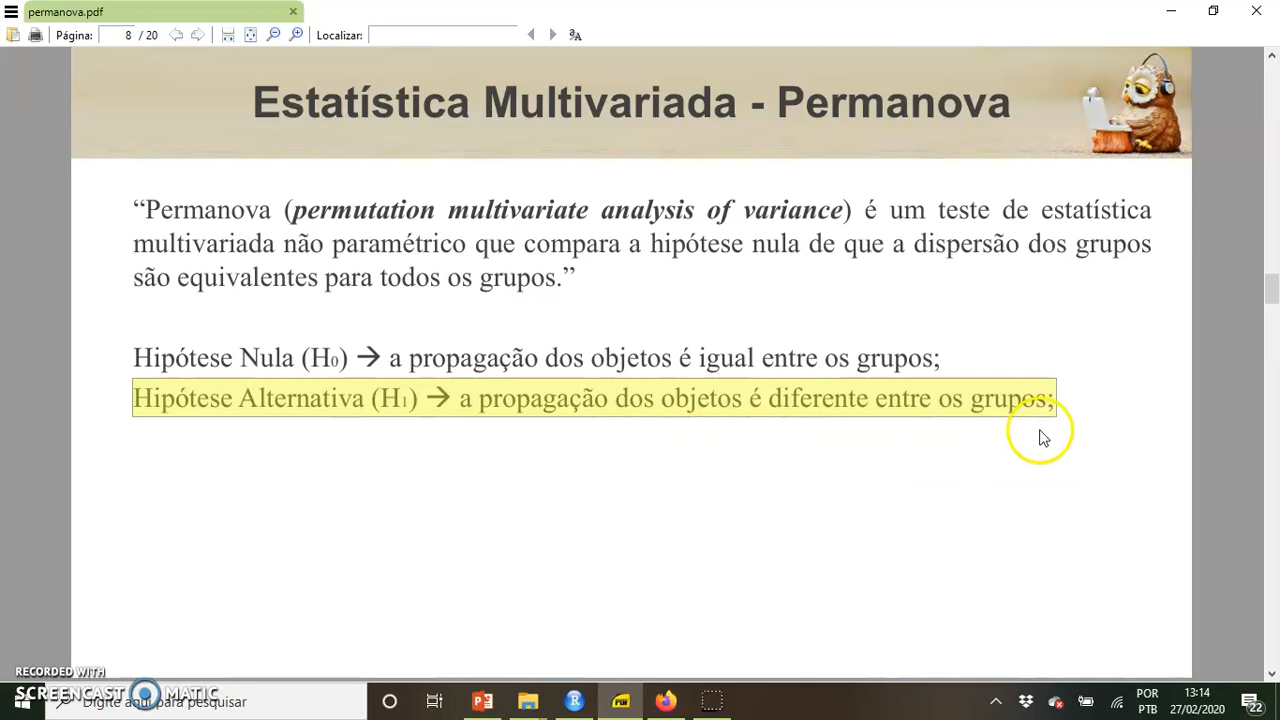 permanova.pdf
Página: 8 / 20 Localizar:
Estatística Multivariada - Permanova
“Permanova (permutation multivariate analysis of variance) é um teste de estatística
multivariada não paramétrico que compara a hipótese nula de que a dispersão dos grupos
são equivalentes para todos os grupos.”
Hipótese Nula (H₀) → a propagação dos objetos é igual entre os grupos;
Hipótese Alternativa (H₁) → a propagação dos objetos é diferente entre os grupos;
RECORDED WITH
SCREENCAST MATIC
Digite aqui para pesquisar
POR
PTB
13:14
27/02/2020
22